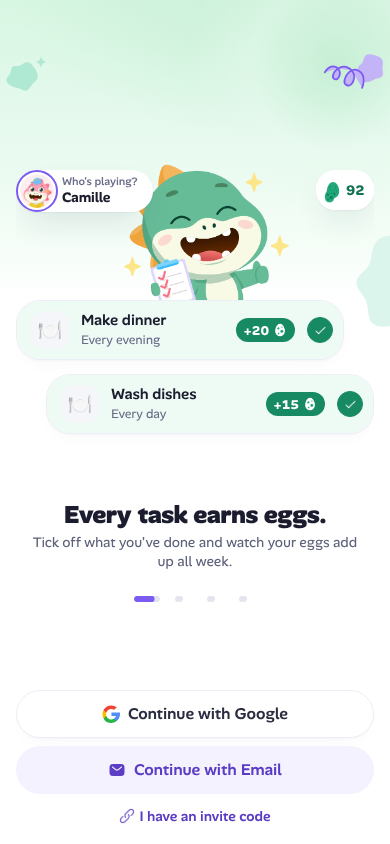 Who's playing?
Camille
92
Make dinner
Every evening
+20
Wash dishes
Every day
+15
Every task earns eggs.
Tick off what you've done and watch your eggs add
up all week.
Continue with Google
Continue with Email
I have an invite code